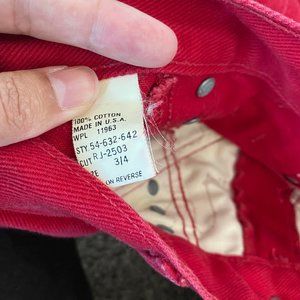 100% COTTON
MADE IN U.S.A.
WPL 11963
STY. 54-632-642
CUT RJ-2503
3/4
ON REVERSE